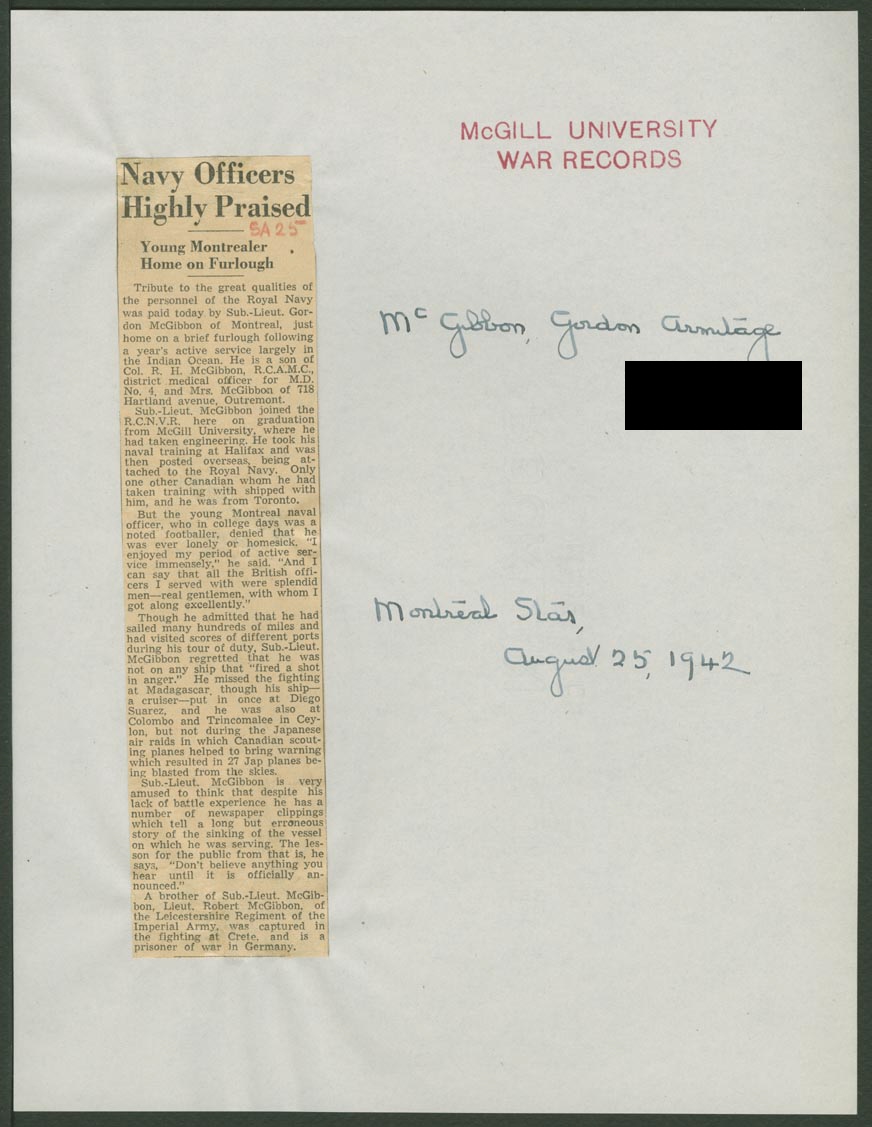 McGILL UNIVERSITY
WAR RECORDS
Navy Officers
Highly Praised
SA25
Young Montrealer
Home on Furlough
Tribute to the great qualities of
the personnel of the Royal Navy
was paid today by Sub.-Lieut. Gor-
don McGibbon of Montreal, just
home on a brief furlough following
a year's active service largely in
the Indian Ocean. He is a son of
Col. R. H. McGibbon, R.C.A.M.C.,
district medical officer for M.D.
No. 4, and Mrs. McGibbon of 718
Hartland avenue, Outremont.
Sub.-Lieut. McGibbon joined the
R.C.N.V.R. here on graduation
from McGill University, where he
had taken engineering. He took his
naval training at Halifax and was
then posted overseas, being at-
tached to the Royal Navy. Only
one other Canadian whom he had
taken training with shipped with
him, and he was from Toronto.
But the young Montreal naval
officer, who in college days was a
noted footballer, denied that he
was ever lonely or homesick. "I
enjoyed my period of active ser-
vice immensely," he said. "And I
can say that all the British offi-
cers I served with were splendid
men—real gentlemen, with whom I
got along excellently."
Though he admitted that he had
sailed many hundreds of miles and
had visited scores of different ports
during his tour of duty, Sub.-Lieut.
McGibbon regretted that he was
not on any ship that "fired a shot
in anger." He missed the fighting
at Madagascar, though his ship—
a cruiser—put in once at Diego
Suarez, and he was also at
Colombo and Trincomalee in Cey-
lon, but not during the Japanese
air raids in which Canadian scout-
ing planes helped to bring warning
which resulted in 27 Jap planes be-
ing blasted from the skies.
Sub.-Lieut. McGibbon is very
amused to think that despite his
lack of battle experience he has a
number of newspaper clippings
which tell a long but erroneous
story of the sinking of the vessel
on which he was serving. The les-
son for the public from that is, he
says, "Don't believe anything you
hear until it is officially an-
nounced."
A brother of Sub.-Lieut. McGib-
bon, Lieut. Robert McGibbon, of
the Leicestershire Regiment of the
Imperial Army, was captured in
the fighting at Crete, and is a
prisoner of war in Germany.
McGibbon, Gordon Armitage
Montreal Star,
August 25, 1942